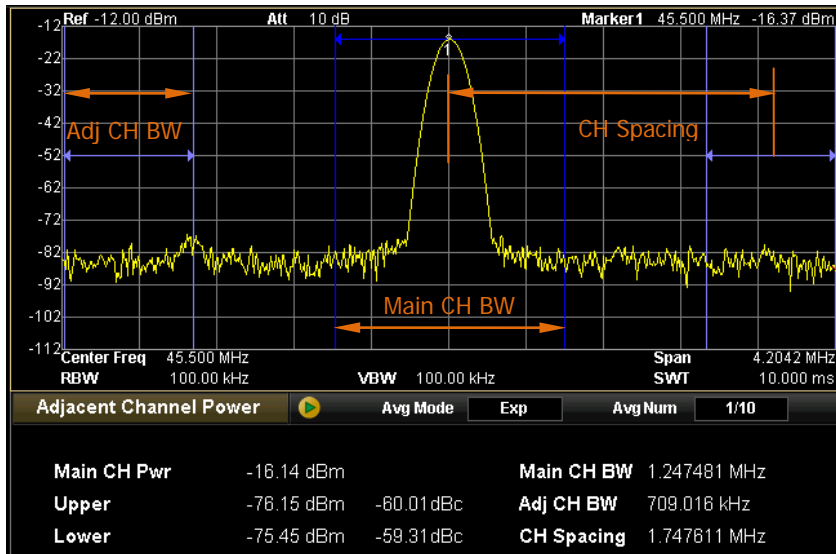 Ref -12.00 dBm Att 10 dB Marker1 45.500 MHz -16.37 dBm
-12
1
-22
-32
-42
Adj CH BW CH Spacing
-52
-62
-72
-82
-92
Main CH BW
-102
-112
Center Freq 45.500 MHz Span 4.2042 MHz
RBW 100.00 kHz VBW 100.00 kHz SWT 10.000 ms
Adjacent Channel Power Avg Mode Exp Avg Num 1/10
Main CH Pwr -16.14 dBm Main CH BW 1.247481 MHz
Upper -76.15 dBm -60.01 dBc Adj CH BW 709.016 kHz
Lower -75.45 dBm -59.31 dBc CH Spacing 1.747611 MHz